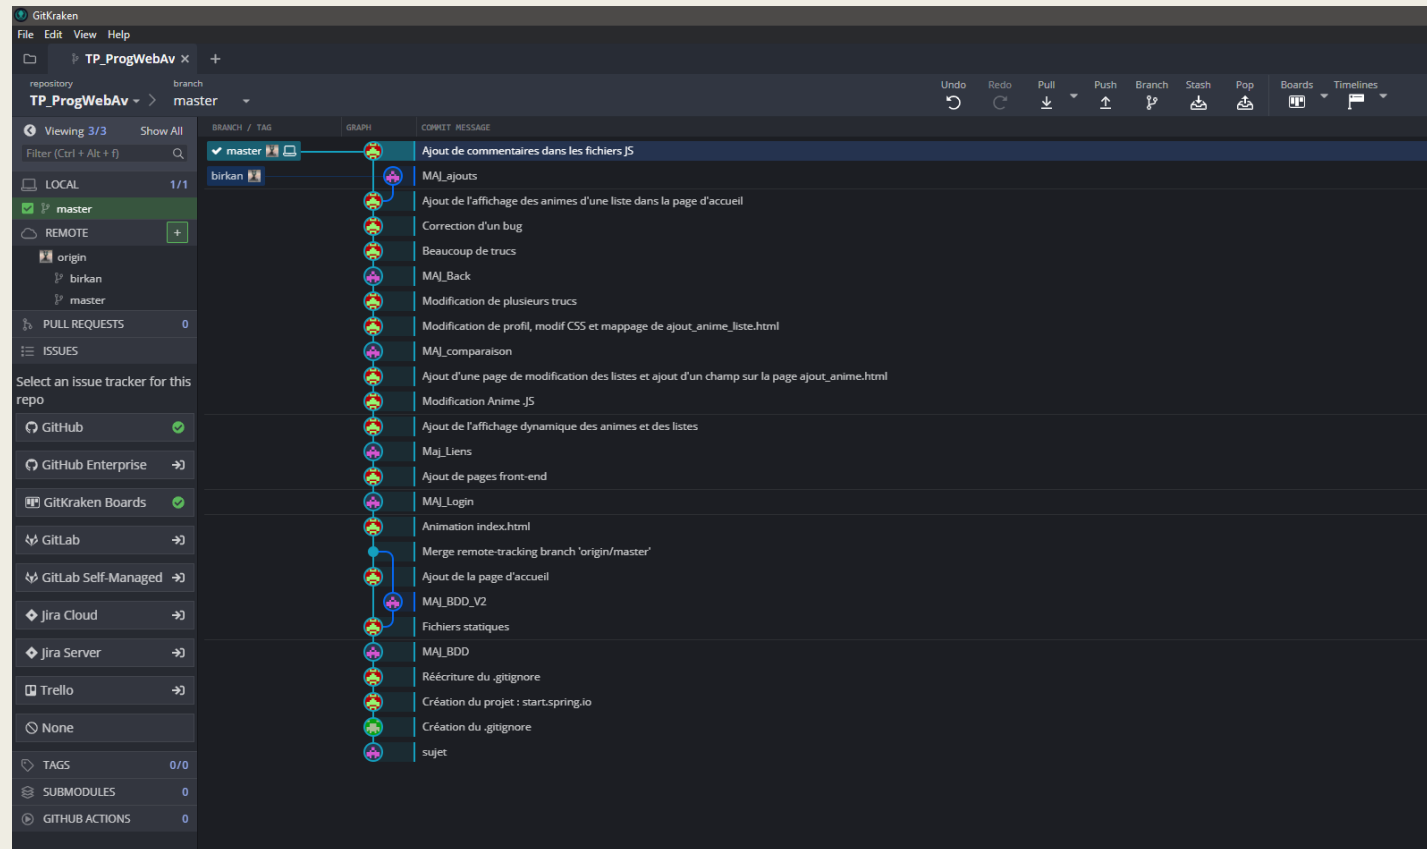 GitKraken
File Edit View Help
TP_ProgWebAv × +
repository branch
TP_ProgWebAv > master
Undo Redo Pull Push Branch Stash Pop Boards Timelines
Viewing 3/3 Show All
Filter (Ctrl + Alt + f)
LOCAL 1/1
master
REMOTE +
origin
birkan
master
PULL REQUESTS 0
ISSUES
Select an issue tracker for this
repo
GitHub
GitHub Enterprise
GitKraken Boards
GitLab
GitLab Self-Managed
Jira Cloud
Jira Server
Trello
None
TAGS 0/0
SUBMODULES 0
GITHUB ACTIONS 0
BRANCH / TAG GRAPH COMMIT MESSAGE
master Ajout de commentaires dans les fichiers JS
birkan MAJ_ajouts
Ajout de l'affichage des animes d'une liste dans la page d'accueil
Correction d'un bug
Beaucoup de trucs
MAJ_Back
Modification de plusieurs trucs
Modification de profil, modif CSS et mappage de ajout_anime_liste.html
MAJ_comparaison
Ajout d'une page de modification des listes et ajout d'un champ sur la page ajout_anime.html
Modification Anime .JS
Ajout de l'affichage dynamique des animes et des listes
Maj_Liens
Ajout de pages front-end
MAJ_Login
Animation index.html
Merge remote-tracking branch 'origin/master'
Ajout de la page d'accueil
MAJ_BDD_V2
Fichiers statiques
MAJ_BDD
Réécriture du .gitignore
Création du projet : start.spring.io
Création du .gitignore
sujet